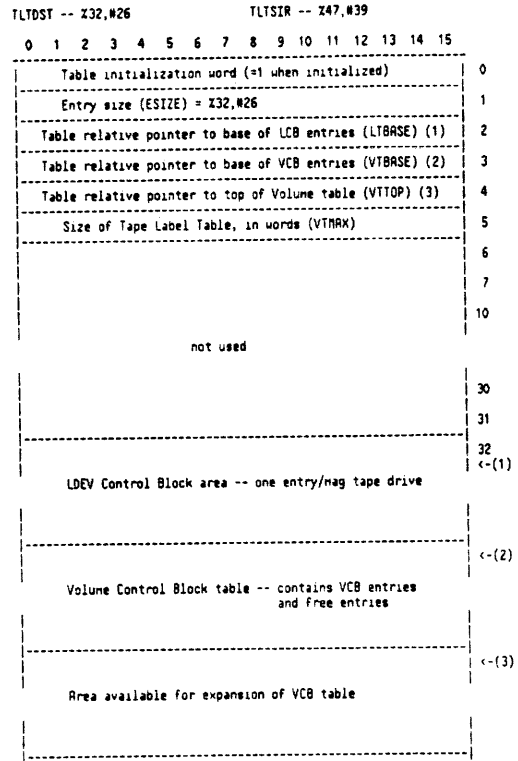 TLTDST -- %32,#26 TLTSIR -- %47,#39
0 1 2 3 4 5 6 7 8 9 10 11 12 13 14 15
Table initialization word (=1 when initialized) 0
Entry size (ESIZE) = %32,#26 1
Table relative pointer to base of LCB entries (LTBASE) (1) 2
Table relative pointer to base of VCB entries (VTBASE) (2) 3
Table relative pointer to top of Volume table (VTTOP) (3) 4
Size of Tape Label Table, in words (VTMAX) 5
6
7
10
not used
30
31
32
<-(1)
LDEV Control Block area -- one entry/mag tape drive
<-(2)
Volume Control Block table -- contains VCB entries
and free entries
<-(3)
Area available for expansion of VCB table